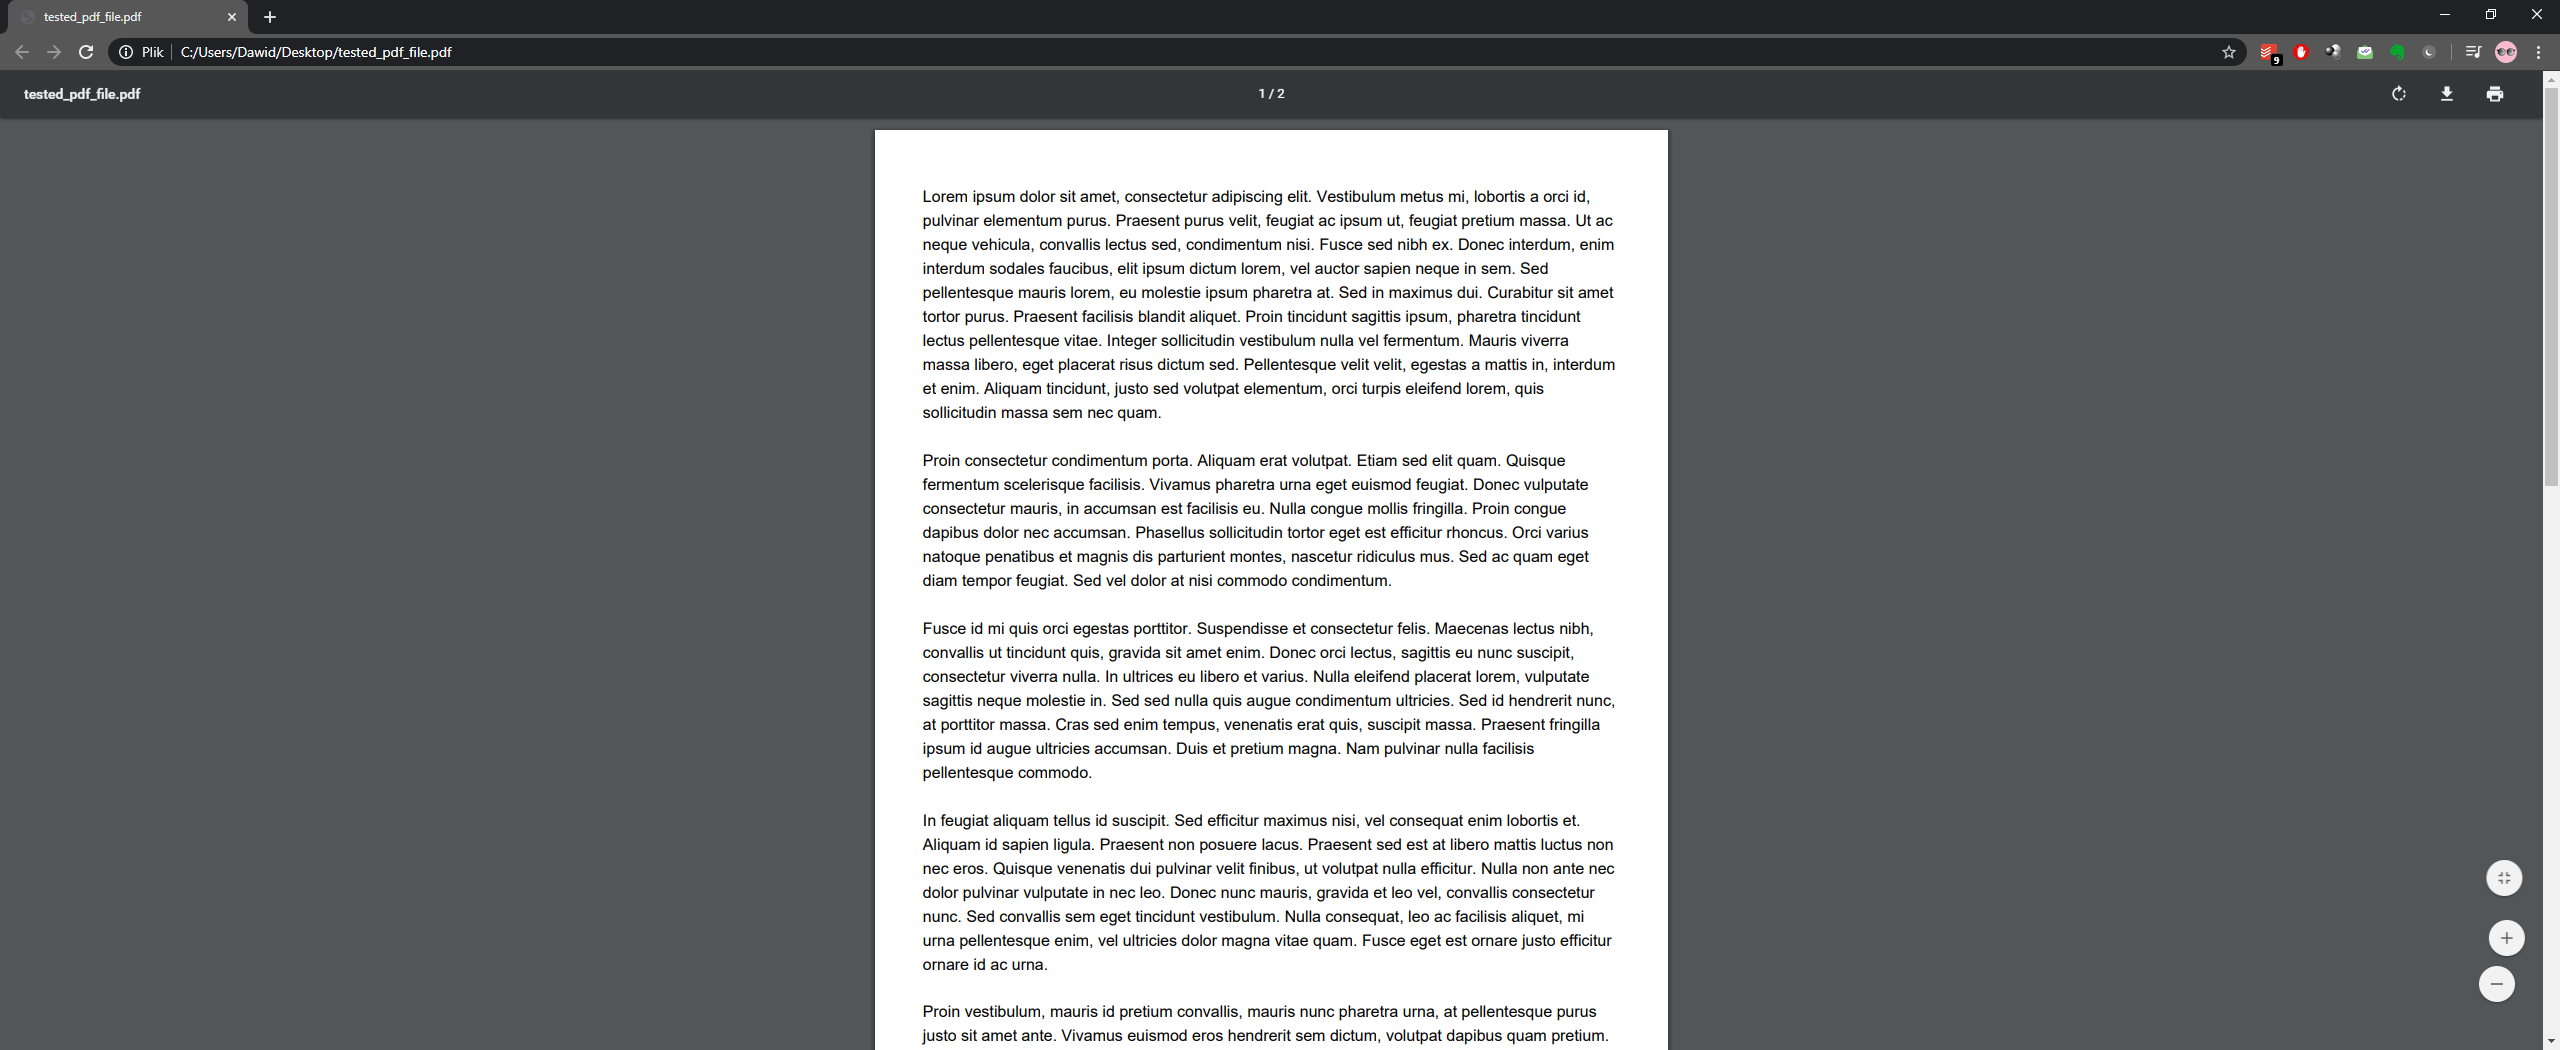 tested_pdf_file.pdf
Plik
C:/Users/Dawid/Desktop/tested_pdf_file.pdf
9
tested_pdf_file.pdf
1 / 2
Lorem ipsum dolor sit amet, consectetur adipiscing elit. Vestibulum metus mi, lobortis a orci id,
pulvinar elementum purus. Praesent purus velit, feugiat ac ipsum ut, feugiat pretium massa. Ut ac
neque vehicula, convallis lectus sed, condimentum nisi. Fusce sed nibh ex. Donec interdum, enim
interdum sodales faucibus, elit ipsum dictum lorem, vel auctor sapien neque in sem. Sed
pellentesque mauris lorem, eu molestie ipsum pharetra at. Sed in maximus dui. Curabitur sit amet
tortor purus. Praesent facilisis blandit aliquet. Proin tincidunt sagittis ipsum, pharetra tincidunt
lectus pellentesque vitae. Integer sollicitudin vestibulum nulla vel fermentum. Mauris viverra
massa libero, eget placerat risus dictum sed. Pellentesque velit velit, egestas a mattis in, interdum
et enim. Aliquam tincidunt, justo sed volutpat elementum, orci turpis eleifend lorem, quis
sollicitudin massa sem nec quam.
Proin consectetur condimentum porta. Aliquam erat volutpat. Etiam sed elit quam. Quisque
fermentum scelerisque facilisis. Vivamus pharetra urna eget euismod feugiat. Donec vulputate
consectetur mauris, in accumsan est facilisis eu. Nulla congue mollis fringilla. Proin congue
dapibus dolor nec accumsan. Phasellus sollicitudin tortor eget est efficitur rhoncus. Orci varius
natoque penatibus et magnis dis parturient montes, nascetur ridiculus mus. Sed ac quam eget
diam tempor feugiat. Sed vel dolor at nisi commodo condimentum.
Fusce id mi quis orci egestas porttitor. Suspendisse et consectetur felis. Maecenas lectus nibh,
convallis ut tincidunt quis, gravida sit amet enim. Donec orci lectus, sagittis eu nunc suscipit,
consectetur viverra nulla. In ultrices eu libero et varius. Nulla eleifend placerat lorem, vulputate
sagittis neque molestie in. Sed sed nulla quis augue condimentum ultricies. Sed id hendrerit nunc,
at porttitor massa. Cras sed enim tempus, venenatis erat quis, suscipit massa. Praesent fringilla
ipsum id augue ultricies accumsan. Duis et pretium magna. Nam pulvinar nulla facilisis
pellentesque commodo.
In feugiat aliquam tellus id suscipit. Sed efficitur maximus nisi, vel consequat enim lobortis et.
Aliquam id sapien ligula. Praesent non posuere lacus. Praesent sed est at libero mattis luctus non
nec eros. Quisque venenatis dui pulvinar velit finibus, ut volutpat nulla efficitur. Nulla non ante nec
dolor pulvinar vulputate in nec leo. Donec nunc mauris, gravida et leo vel, convallis consectetur
nunc. Sed convallis sem eget tincidunt vestibulum. Nulla consequat, leo ac facilisis aliquet, mi
urna pellentesque enim, vel ultricies dolor magna vitae quam. Fusce eget est ornare justo efficitur
ornare id ac urna.
Proin vestibulum, mauris id pretium convallis, mauris nunc pharetra urna, at pellentesque purus
justo sit amet ante. Vivamus euismod eros hendrerit sem dictum, volutpat dapibus quam pretium.